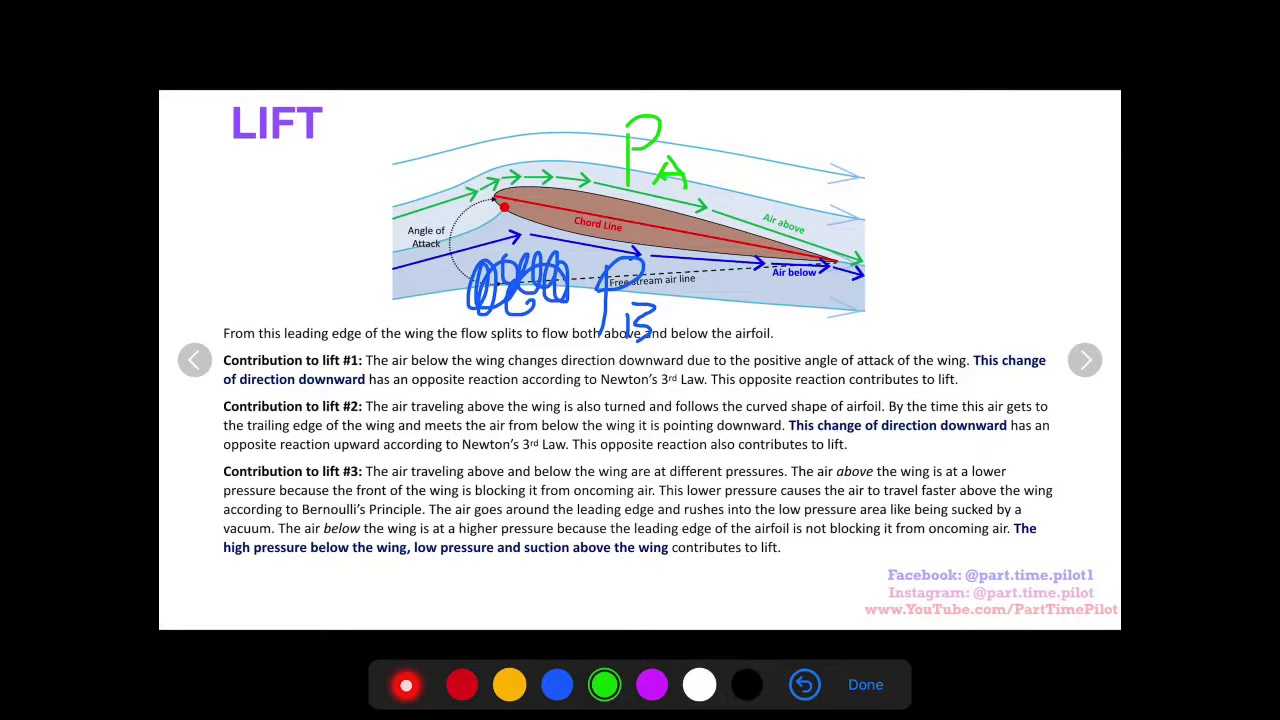 LIFT
P_A
Angle of
Attack
Chord Line
Air above
Air below
Free stream air line
P_B
From this leading edge of the wing the flow splits to flow both above and below the airfoil.
Contribution to lift #1: The air below the wing changes direction downward due to the positive angle of attack of the wing. This change
of direction downward has an opposite reaction according to Newton's 3rd Law. This opposite reaction contributes to lift.
Contribution to lift #2: The air traveling above the wing is also turned and follows the curved shape of airfoil. By the time this air gets to
the trailing edge of the wing and meets the air from below the wing it is pointing downward. This change of direction downward has an
opposite reaction upward according to Newton's 3rd Law. This opposite reaction also contributes to lift.
Contribution to lift #3: The air traveling above and below the wing are at different pressures. The air above the wing is at a lower
pressure because the front of the wing is blocking it from oncoming air. This lower pressure causes the air to travel faster above the wing
according to Bernoulli's Principle. The air goes around the leading edge and rushes into the low pressure area like being sucked by a
vacuum. The air below the wing is at a higher pressure because the leading edge of the airfoil is not blocking it from oncoming air. The
high pressure below the wing, low pressure and suction above the wing contributes to lift.
Facebook: @part.time.pilot1
Instagram: @part.time.pilot
www.YouTube.com/PartTimePilot
Done